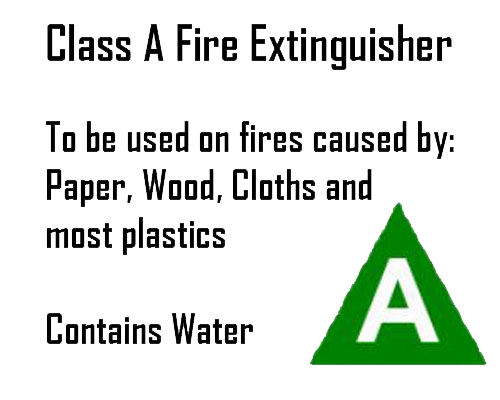 Class A Fire Extinguisher
To be used on fires caused by:
Paper, Wood, Cloths and
most plastics
Contains Water
A